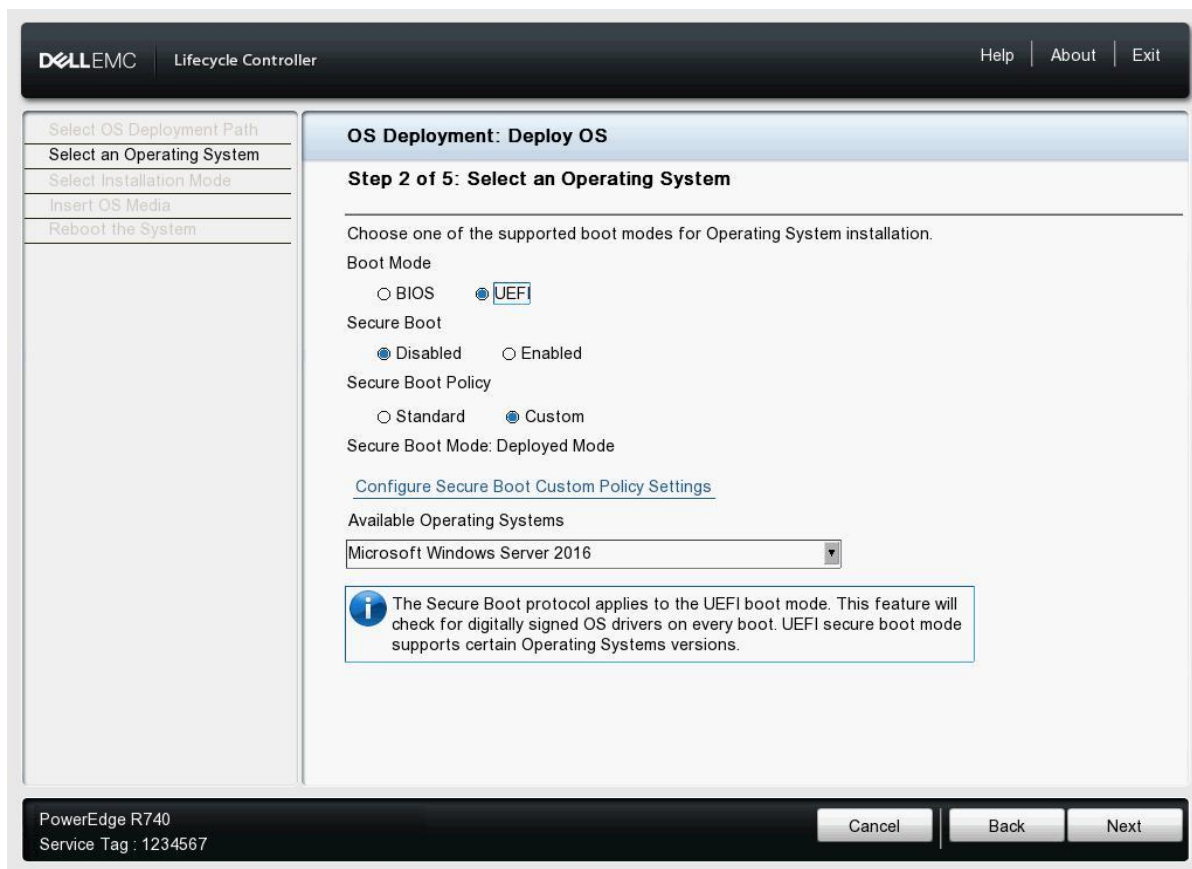 DELLEMC Lifecycle Controller Help About Exit
Select OS Deployment Path
Select an Operating System
Select Installation Mode
Insert OS Media
Reboot the System
OS Deployment: Deploy OS
Step 2 of 5: Select an Operating System
Choose one of the supported boot modes for Operating System installation.
Boot Mode
BIOS UEFI
Secure Boot
Disabled Enabled
Secure Boot Policy
Standard Custom
Secure Boot Mode: Deployed Mode
Configure Secure Boot Custom Policy Settings
Available Operating Systems
Microsoft Windows Server 2016
The Secure Boot protocol applies to the UEFI boot mode. This feature will
check for digitally signed OS drivers on every boot. UEFI secure boot mode
supports certain Operating Systems versions.
PowerEdge R740
Service Tag : 1234567
Cancel Back Next